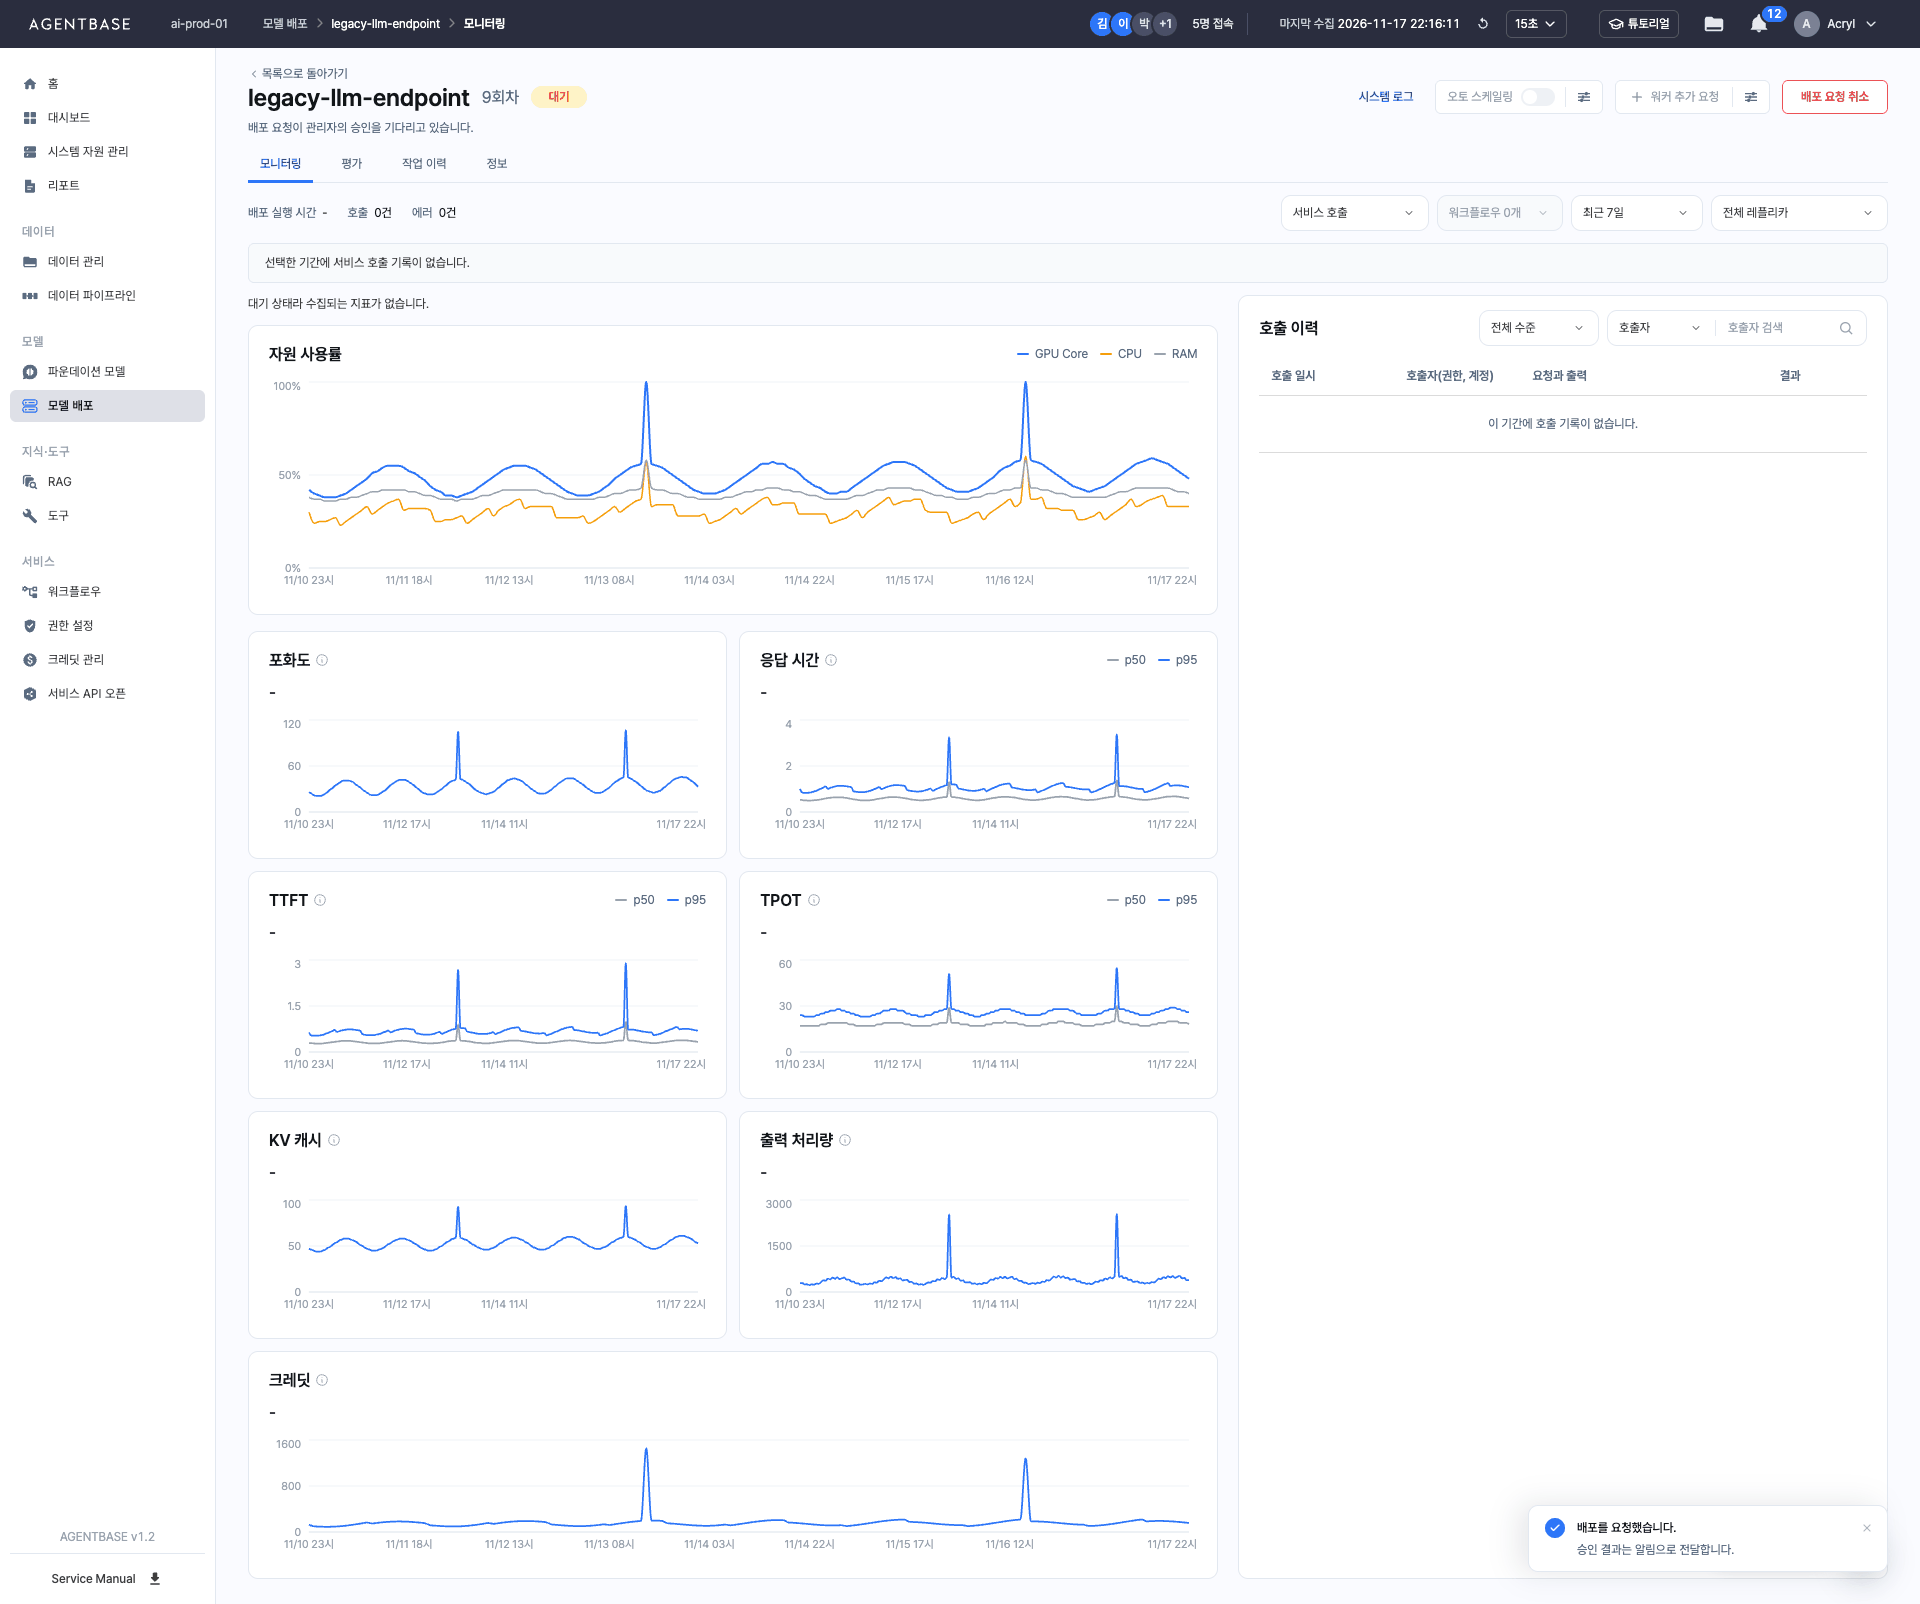 AGENTBASE
ai-prod-01
모델 배포 > legacy-llm-endpoint > 모니터링
김 이 박 +1 5명 접속
마지막 수집 2026-11-17 22:16:11
15초
튜토리얼
12
A Acryl
홈
대시보드
시스템 자원 관리
리포트
데이터
데이터 관리
데이터 파이프라인
모델
파운데이션 모델
모델 배포
지식·도구
RAG
도구
서비스
워크플로우
권한 설정
크레딧 관리
서비스 API 오픈
AGENTBASE v1.2
Service Manual
목록으로 돌아가기
legacy-llm-endpoint 9회차 대기
배포 요청이 관리자의 승인을 기다리고 있습니다.
시스템 로그
오토 스케일링
워커 추가 요청
배포 요청 취소
모니터링 평가 작업 이력 정보
배포 실행 시간 - 호출 0건 에러 0건
서비스 호출
워크플로우 0개
최근 7일
전체 레플리카
선택한 기간에 서비스 호출 기록이 없습니다.
대기 상태라 수집되는 지표가 없습니다.
자원 사용률
GPU Core CPU RAM
100%
50%
0%
11/10 23시 11/11 18시 11/12 13시 11/13 08시 11/14 03시 11/14 22시 11/15 17시 11/16 12시 11/17 22시
포화도
-
120
60
0
11/10 23시 11/12 17시 11/14 11시 11/17 22시
응답 시간
p50 p95
-
4
2
0
11/10 23시 11/12 17시 11/14 11시 11/17 22시
TTFT
p50 p95
-
3
1.5
0
11/10 23시 11/12 17시 11/14 11시 11/17 22시
TPOT
p50 p95
-
60
30
0
11/10 23시 11/12 17시 11/14 11시 11/17 22시
KV 캐시
-
100
50
0
11/10 23시 11/12 17시 11/14 11시 11/17 22시
출력 처리량
-
3000
1500
0
11/10 23시 11/12 17시 11/14 11시 11/17 22시
크레딧
-
1600
800
0
11/10 23시 11/11 18시 11/12 13시 11/13 08시 11/14 03시 11/14 22시 11/15 17시 11/16 12시 11/17 22시
호출 이력
전체 수준
호출자
호출자 검색
호출 일시 호출자(권한, 계정) 요청과 출력 결과
이 기간에 호출 기록이 없습니다.
배포를 요청했습니다.
승인 결과는 알림으로 전달합니다.